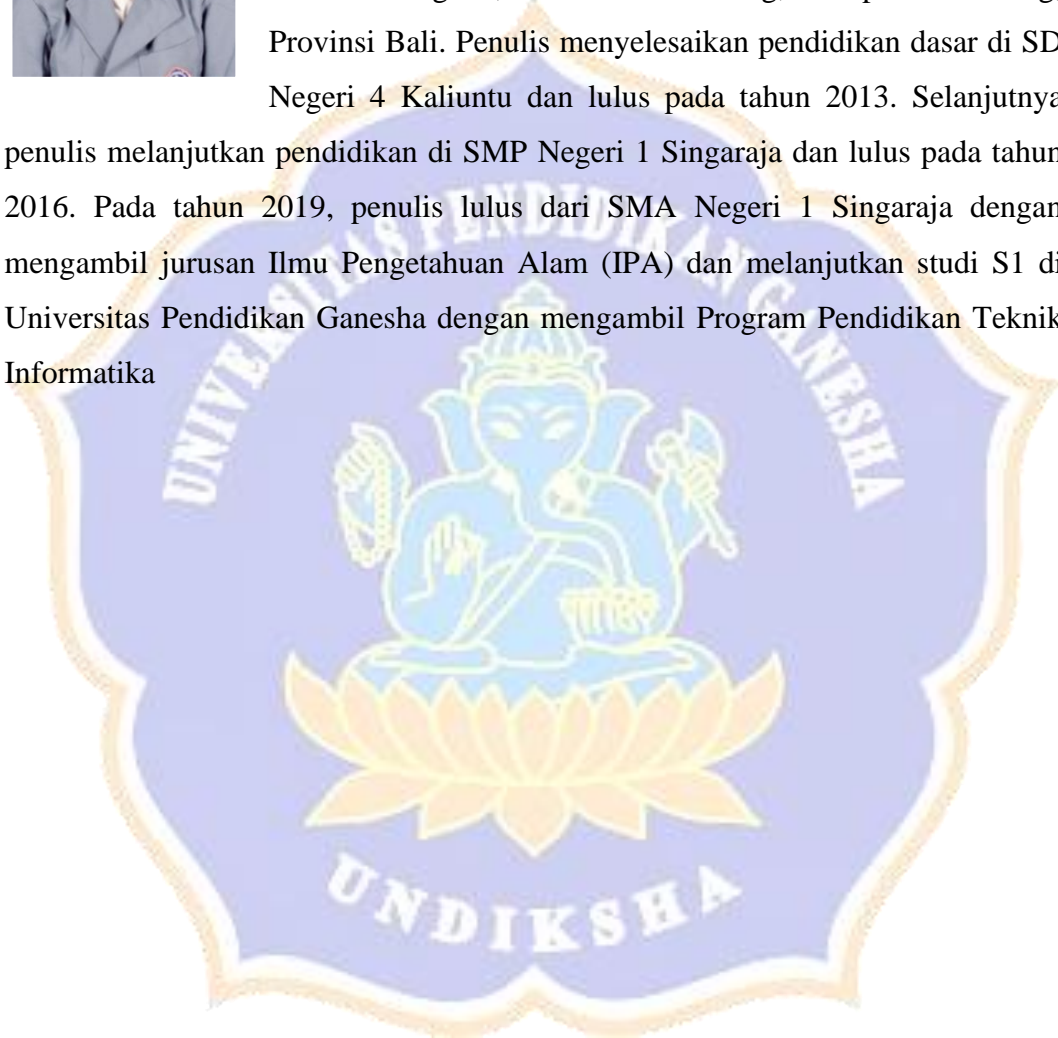 Provinsi Bali. Penulis menyelesaikan pendidikan dasar di SD
Negeri 4 Kaliuntu dan lulus pada tahun 2013. Selanjutnya
penulis melanjutkan pendidikan di SMP Negeri 1 Singaraja dan lulus pada tahun
2016. Pada tahun 2019, penulis lulus dari SMA Negeri 1 Singaraja dengan
mengambil jurusan Ilmu Pengetahuan Alam (IPA) dan melanjutkan studi S1 di
Universitas Pendidikan Ganesha dengan mengambil Program Pendidikan Teknik
Informatika
UNIVERSITAS PENDIDIKAN GANESHA
UNDIKSHA